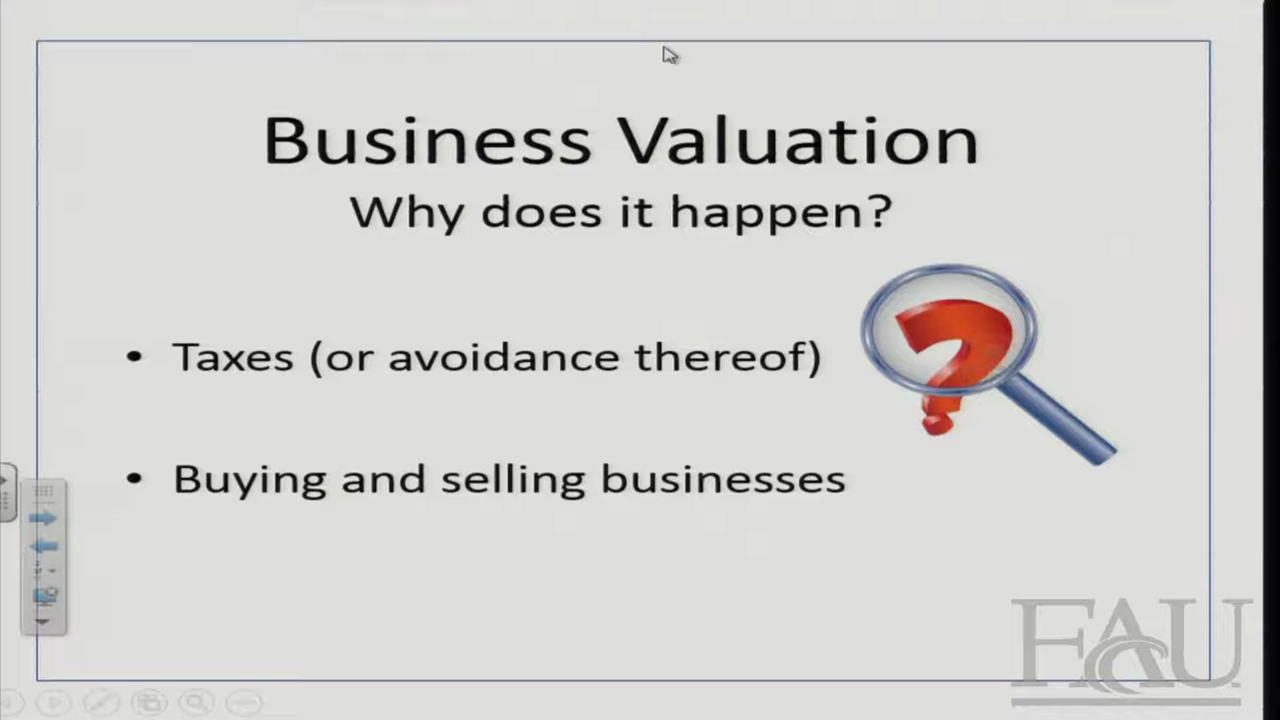 Business Valuation
Why does it happen?
• Taxes (or avoidance thereof)
?
• Buying and selling businesses
FAU